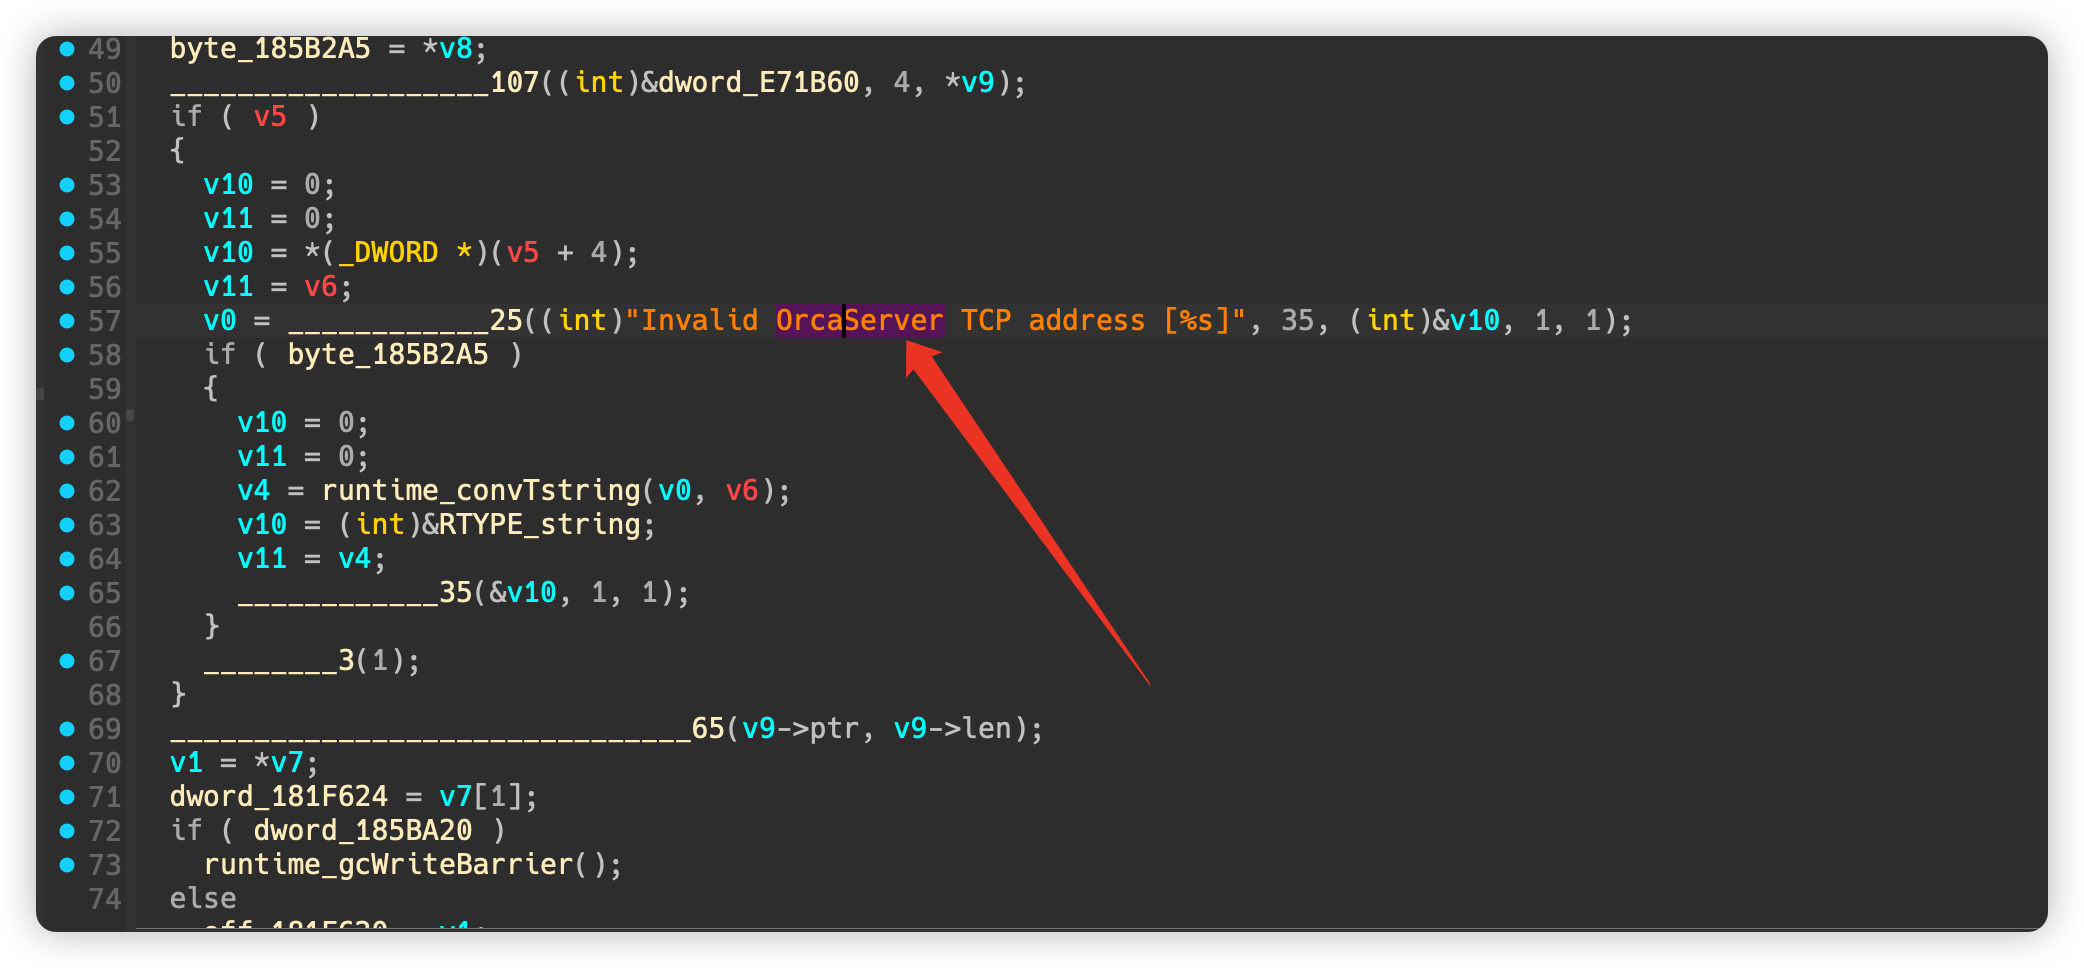 49 byte_185B2A5 = *v8;
50 ___________________107((int)&dword_E71B60, 4, *v9);
51 if ( v5 )
52 {
53 v10 = 0;
54 v11 = 0;
55 v10 = *(_DWORD *)(v5 + 4);
56 v11 = v6;
57 v0 = ____________25((int)"Invalid OrcaServer TCP address [%s]", 35, (int)&v10, 1, 1);
58 if ( byte_185B2A5 )
59 {
60 v10 = 0;
61 v11 = 0;
62 v4 = runtime_convTstring(v0, v6);
63 v10 = (int)&RTYPE_string;
64 v11 = v4;
65 ____________35(&v10, 1, 1);
66 }
67 ________3(1);
68 }
69 _______________________________65(v9->ptr, v9->len);
70 v1 = *v7;
71 dword_181F624 = v7[1];
72 if ( dword_185BA20 )
73 runtime_gcWriteBarrier();
74 else